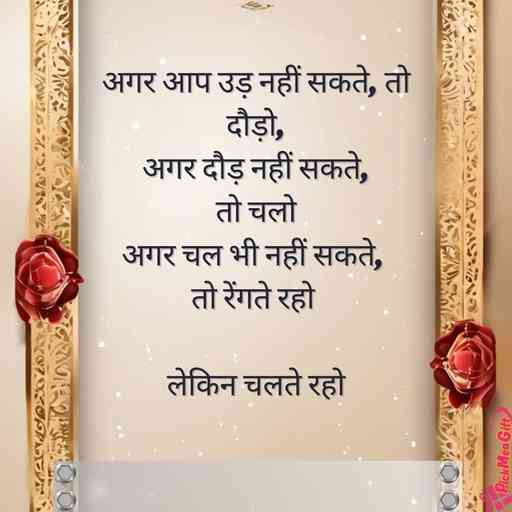 अगर आप उड़ नहीं सकते, तो
दौड़ो,
अगर दौड़ नहीं सकते,
तो चलो
अगर चल भी नहीं सकते,
तो रेंगते रहो
लेकिन चलते रहो
PickMeaGift